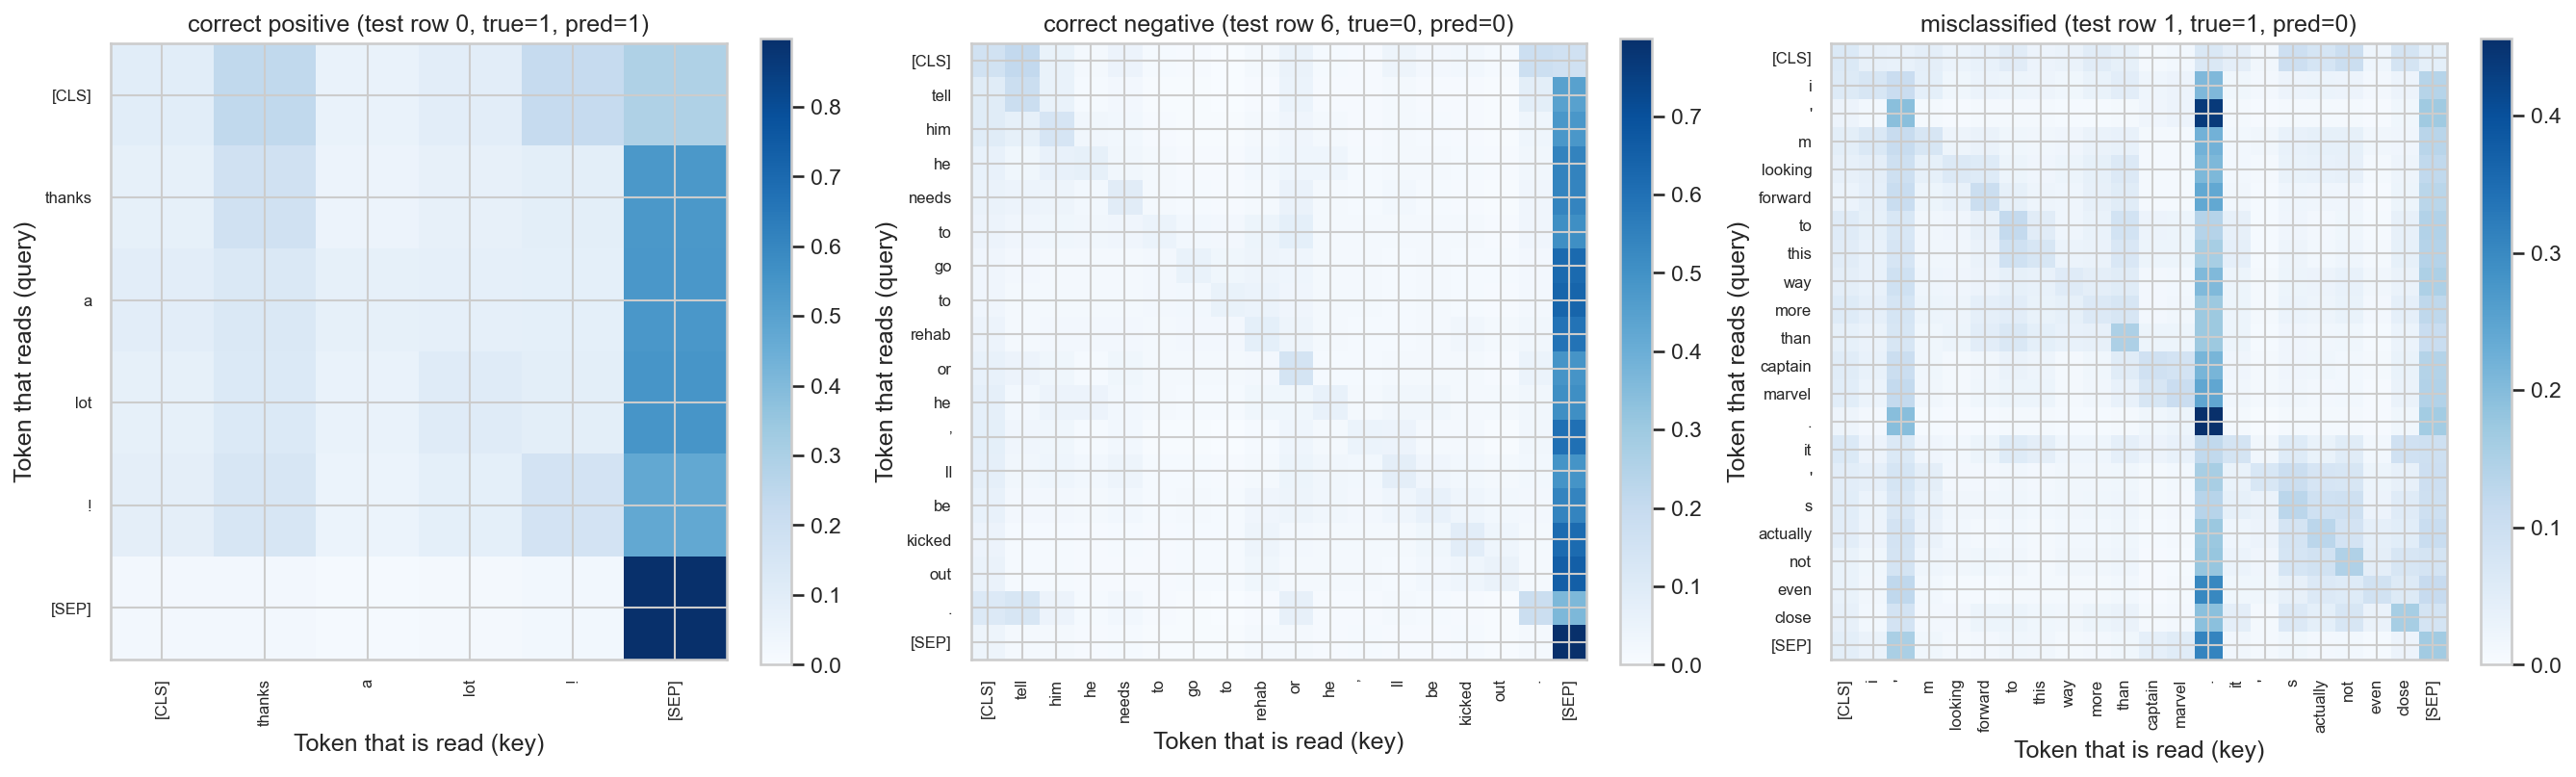 correct positive (test row 0, true=1, pred=1)
Token that reads (query)
[CLS]
thanks
a
lot
!
[SEP]
[CLS]
thanks
a
lot
!
[SEP]
Token that is read (key)
0.8
0.7
0.6
0.5
0.4
0.3
0.2
0.1
0.0
correct negative (test row 6, true=0, pred=0)
Token that reads (query)
[CLS]
tell
him
he
needs
to
go
to
rehab
or
he
'
ll
be
kicked
out
.
[SEP]
[CLS]
tell
him
he
needs
to
go
to
rehab
or
he
'
ll
be
kicked
out
.
[SEP]
Token that is read (key)
0.7
0.6
0.5
0.4
0.3
0.2
0.1
0.0
misclassified (test row 1, true=1, pred=0)
Token that reads (query)
[CLS]
i
'
m
looking
forward
to
this
way
more
than
captain
marvel
.
it
'
s
actually
not
even
close
[SEP]
[CLS]
i
'
m
looking
forward
to
this
way
more
than
captain
marvel
.
it
'
s
actually
not
even
close
[SEP]
Token that is read (key)
0.4
0.3
0.2
0.1
0.0